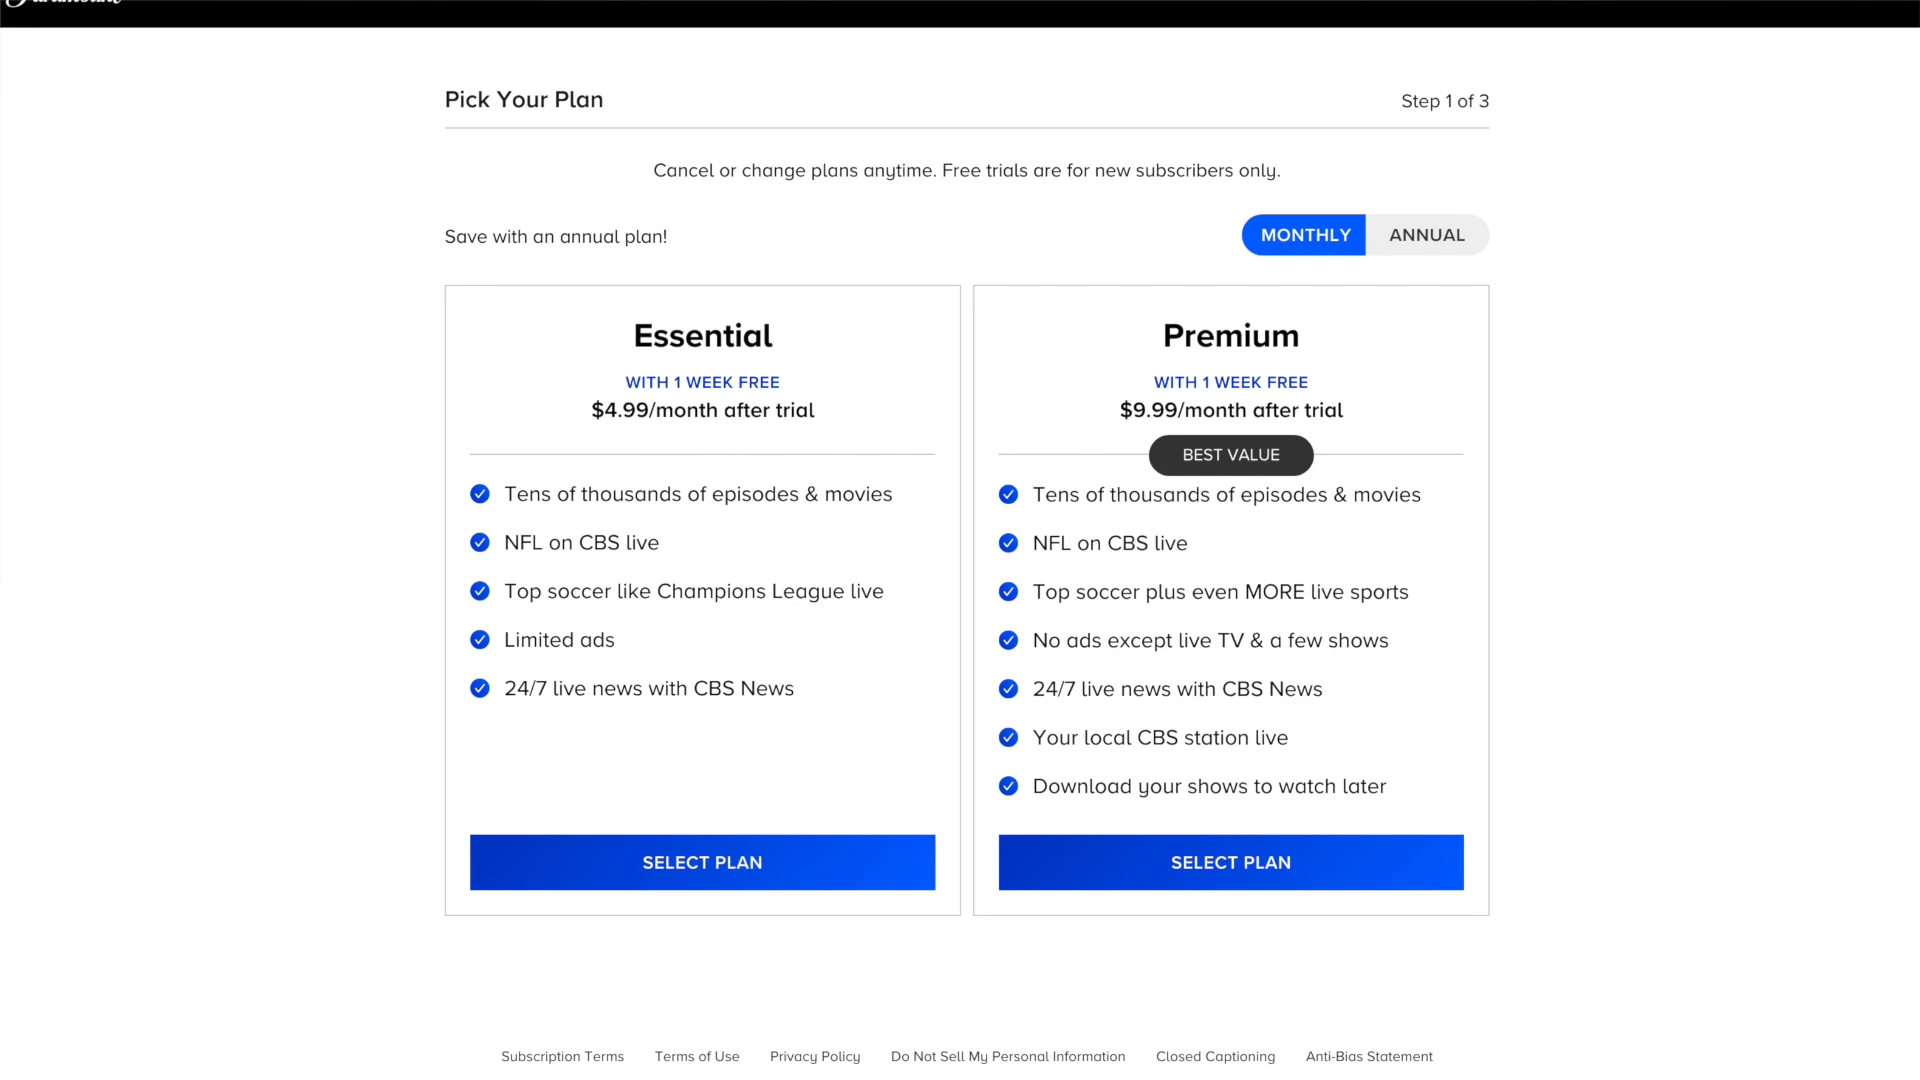 Pick Your Plan
Step 1 of 3
Cancel or change plans anytime. Free trials are for new subscribers only.
Save with an annual plan!
MONTHLY
ANNUAL
Essential
WITH 1 WEEK FREE
$4.99/month after trial
Tens of thousands of episodes & movies
NFL on CBS live
Top soccer like Champions League live
Limited ads
24/7 live news with CBS News
SELECT PLAN
Premium
WITH 1 WEEK FREE
$9.99/month after trial
BEST VALUE
Tens of thousands of episodes & movies
NFL on CBS live
Top soccer plus even MORE live sports
No ads except live TV & a few shows
24/7 live news with CBS News
Your local CBS station live
Download your shows to watch later
SELECT PLAN
Subscription Terms
Terms of Use
Privacy Policy
Do Not Sell My Personal Information
Closed Captioning
Anti-Bias Statement